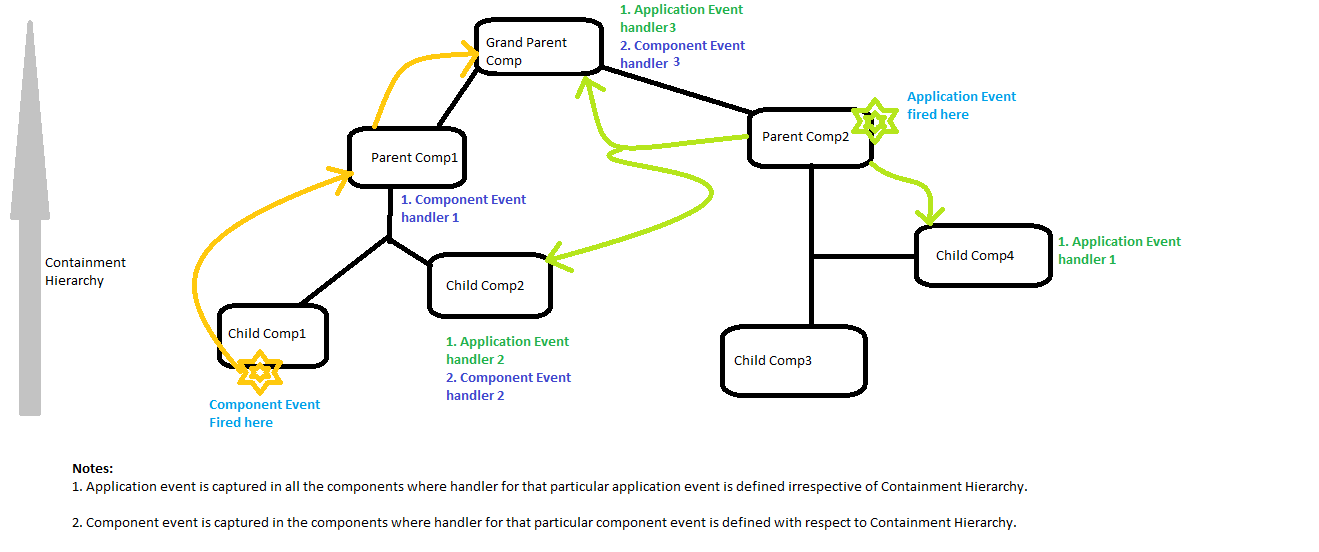 1. Application Event
handler3
2. Component Event
handler 3
Grand Parent
Comp
Application Event
fired here
Parent Comp2
Parent Comp1
1. Component Event
handler 1
1. Application Event
handler 1
Child Comp4
Containment
Hierarchy
Child Comp2
Child Comp1
1. Application Event
handler 2
2. Component Event
handler 2
Child Comp3
Component Event
Fired here
Notes:
1. Application event is captured in all the components where handler for that particular application event is defined irrespective of Containment Hierarchy.
2. Component event is captured in the components where handler for that particular component event is defined with respect to Containment Hierarchy.